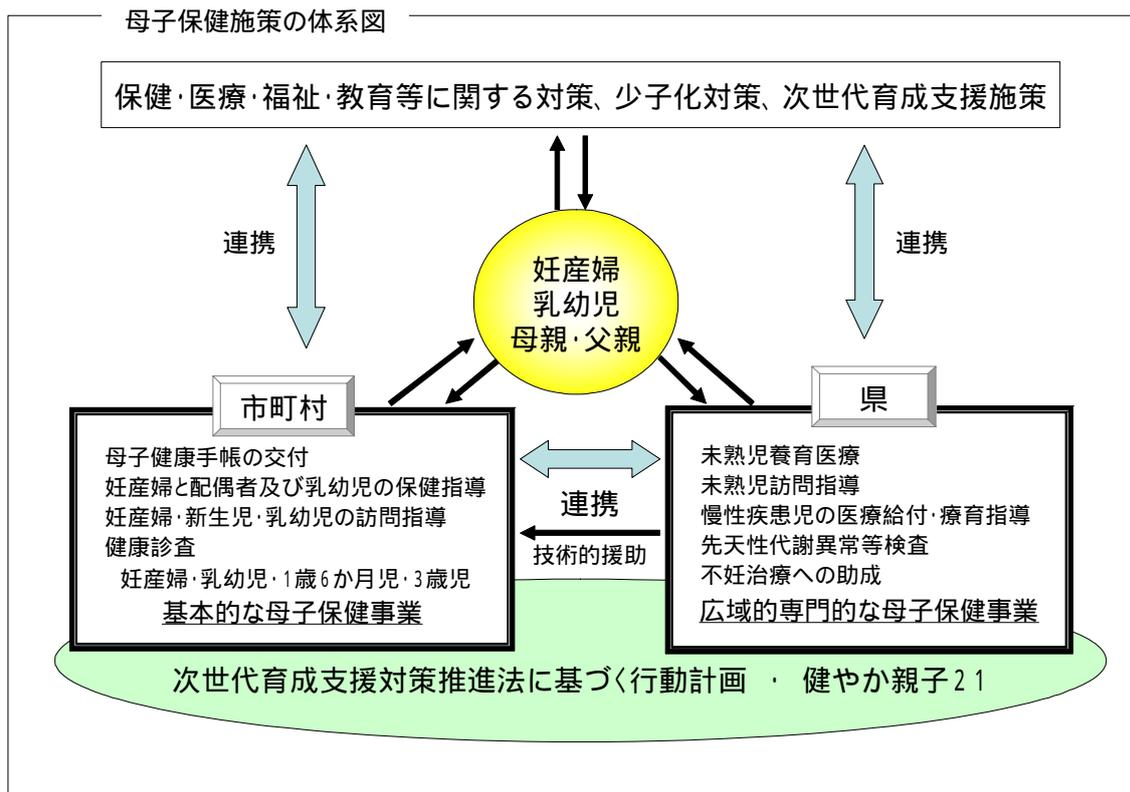 母子保健施策の体系図
保健・医療・福祉・教育等に関する対策、少子化対策、次世代育成支援施策
連携
連携
妊産婦
乳幼児
母親・父親
市町村
母子健康手帳の交付
妊産婦と配偶者及び乳幼児の保健指導
妊産婦・新生児・乳幼児の訪問指導
健康診査
妊産婦・乳幼児・1歳6か月児・3歳児
基本的な母子保健事業
連携
技術的援助
県
未熟児養育医療
未熟児訪問指導
慢性疾患児の医療給付・療育指導
先天性代謝異常等検査
不妊治療への助成
広域的専門的な母子保健事業
次世代育成支援対策推進法に基づく行動計画 ・ 健やか親子21